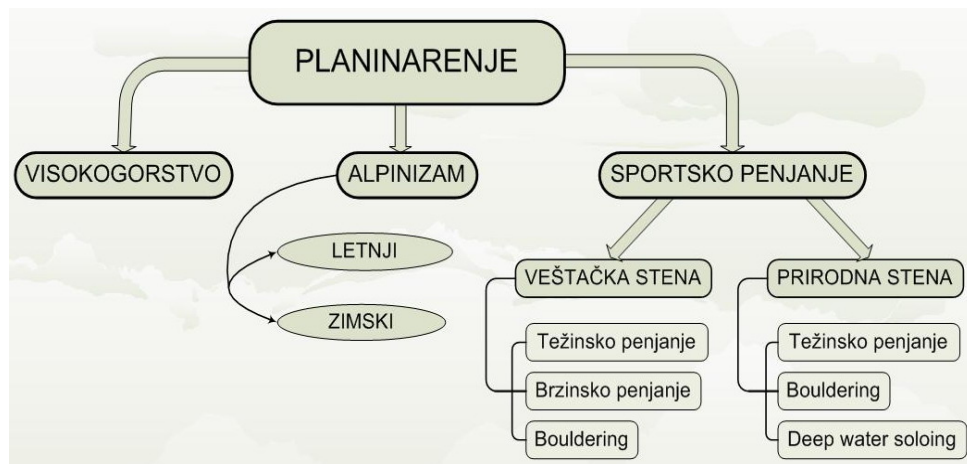 PLANINARENJE
VISOKOGORSTVO
ALPINIZAM
SPORTSKO PENJANJE
LETNJI
ZIMSKI
VEŠTAČKA STENA
PRIRODNA STENA
Težinsko penjanje
Brzinsko penjanje
Bouldering
Težinsko penjanje
Bouldering
Deep water soloing